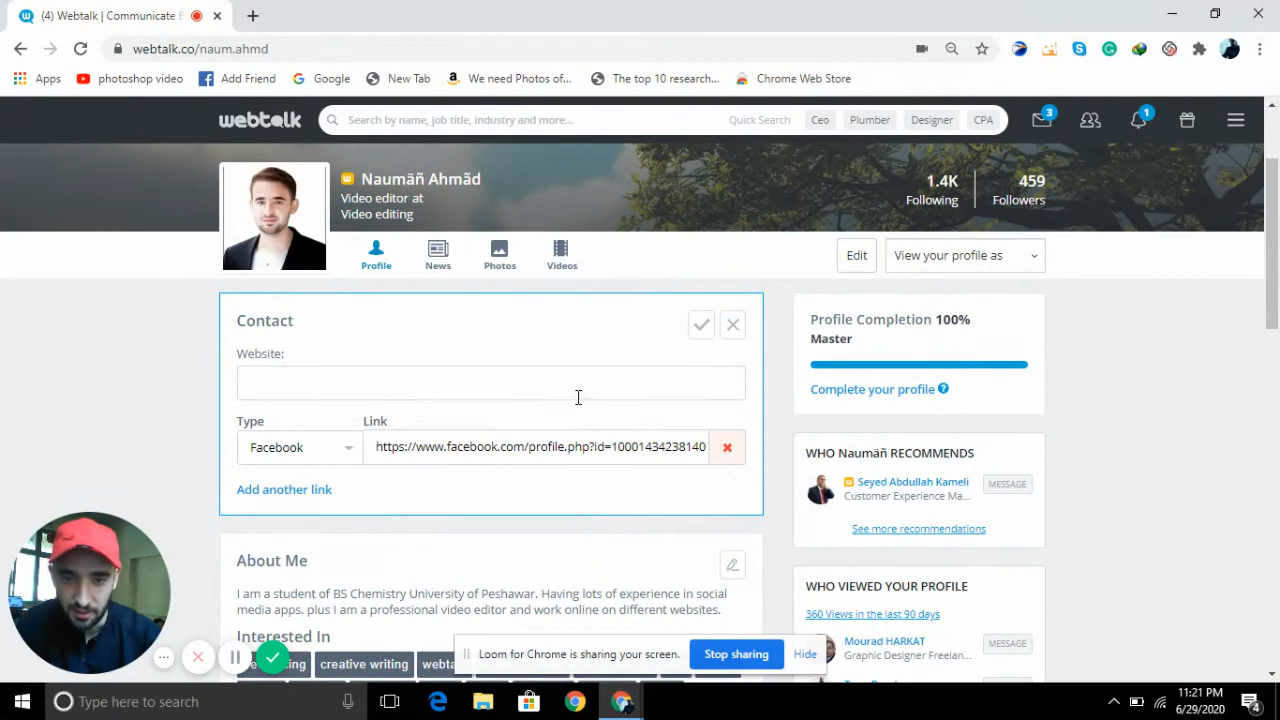 (4) Webtalk | Communicate B
webtalk.co/naum.ahmd
Apps
photoshop video
Add Friend
Google
New Tab
We need Photos of...
The top 10 research...
Chrome Web Store
webtalk
Search by name, job title, industry and more...
Quick Search
Ceo
Plumber
Designer
CPA
3
1
Naumäñ Ahmãd
Video editor at
Video editing
1.4K
Following
459
Followers
Profile
News
Photos
Videos
Edit
View your profile as
Contact
Website:
Type
Link
Facebook
https://www.facebook.com/profile.php?id=10001434238140
Add another link
Profile Completion 100%
Master
Complete your profile ?
WHO Naumäñ RECOMMENDS
Seyed Abdullah Kameli
Customer Experience Ma...
MESSAGE
See more recommendations
About Me
I am a student of BS Chemistry University of Peshawar. Having lots of experience in social
media apps. plus I am a professional video editor and work online on different websites.
Interested In
creative writing
WHO VIEWED YOUR PROFILE
360 Views in the last 90 days
Mourad HARKAT
Graphic Designer Freelan...
MESSAGE
Loom for Chrome is sharing your screen.
Stop sharing
Hide
Type here to search
11:21 PM
6/29/2020
4